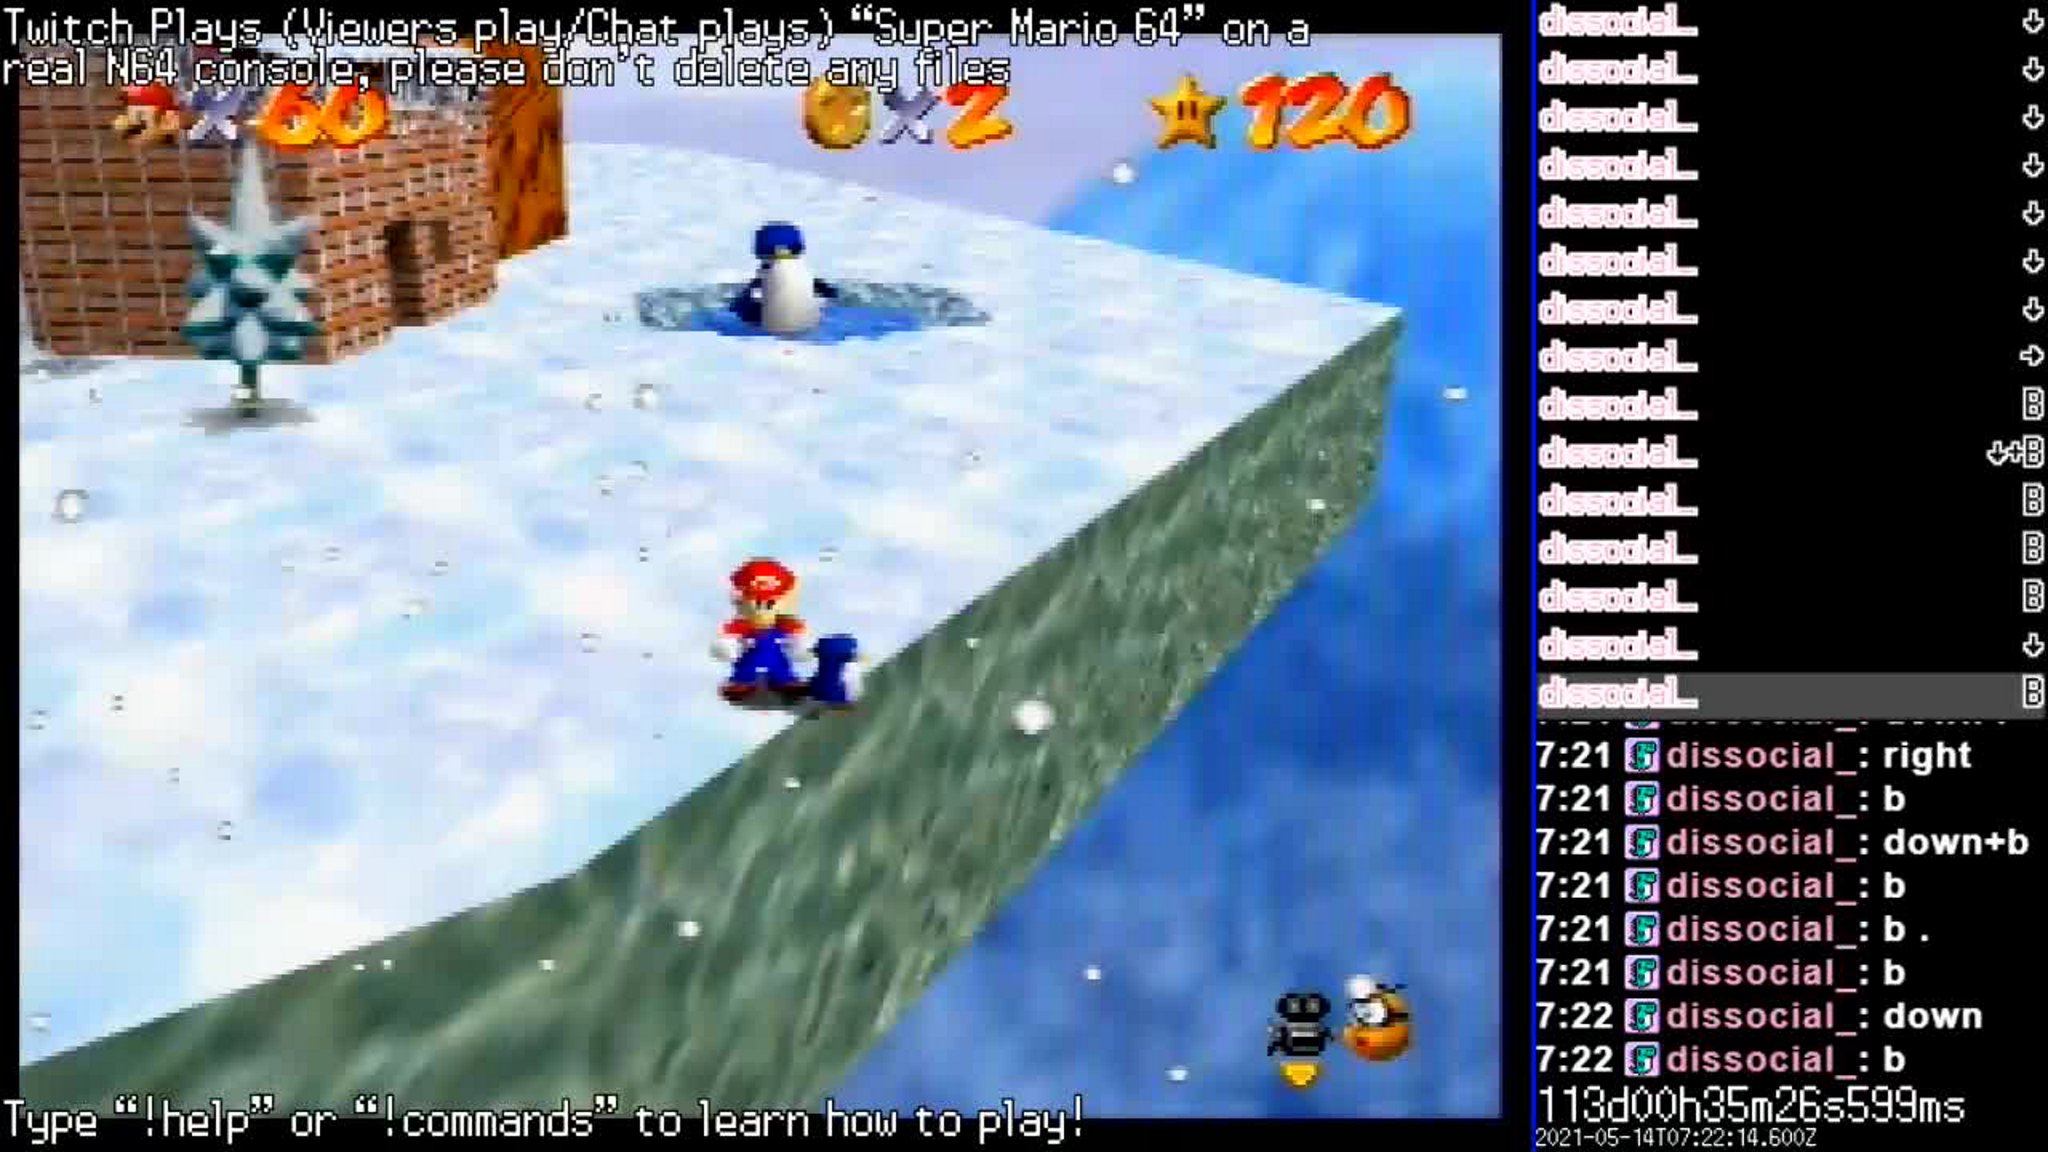 Twitch Plays (Viewers play/Chat plays) “Super Mario 64” on a
real N64 console, please don't delete any files
×60
×2
120
dissocial_ ↓
dissocial_ ↓
dissocial_ ↓
dissocial_ ↓
dissocial_ ↓
dissocial_ ↓
dissocial_ ↓
dissocial_ →
dissocial_ B
dissocial_ ↓+B
dissocial_ B
dissocial_ B
dissocial_ B
dissocial_ ↓
dissocial_ B
7:21 dissocial_: right
7:21 dissocial_: b
7:21 dissocial_: down+b
7:21 dissocial_: b
7:21 dissocial_: b .
7:21 dissocial_: b
7:22 dissocial_: down
7:22 dissocial_: b
113d00h35m26s599ms
2021-05-14T07:22:14.600Z
Type “!help” or “!commands” to learn how to play!